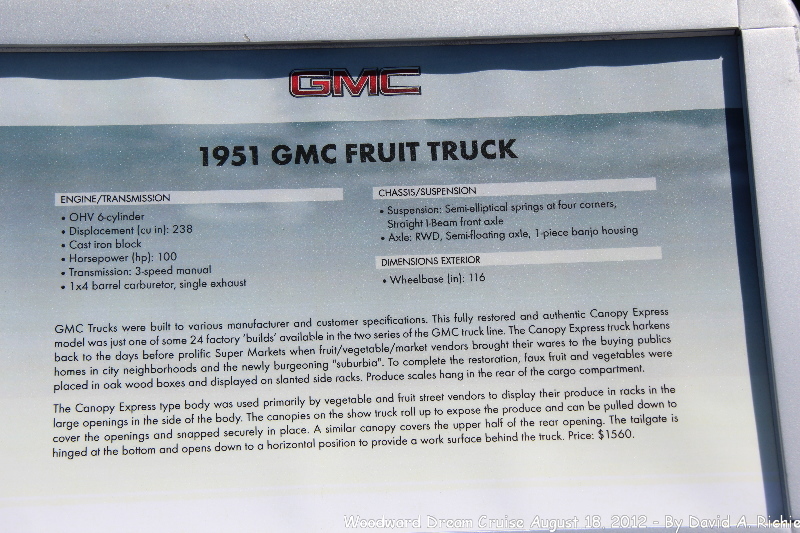 GMC
1951 GMC FRUIT TRUCK
ENGINE/TRANSMISSION
• OHV 6-cylinder
• Displacement (cu in): 238
• Cast iron block
• Horsepower (hp): 100
• Transmission: 3-speed manual
• 1x4 barrel carburetor, single exhaust
CHASSIS/SUSPENSION
• Suspension: Semi-elliptical springs at four corners,
Straight I-Beam front axle
• Axle: RWD, Semi-floating axle, 1-piece banjo housing
DIMENSIONS EXTERIOR
• Wheelbase (in): 116
GMC Trucks were built to various manufacturer and customer specifications. This fully restored and authentic Canopy Express
model was just one of some 24 factory 'builds' available in the two series of the GMC truck line. The Canopy Express truck harkens
back to the days before prolific Super Markets when fruit/vegetable/market vendors brought their wares to the buying publics
homes in city neighborhoods and the newly burgeoning "suburbia". To complete the restoration, faux fruit and vegetables were
placed in oak wood boxes and displayed on slanted side racks. Produce scales hang in the rear of the cargo compartment.
The Canopy Express type body was used primarily by vegetable and fruit street vendors to display their produce in racks in the
large openings in the side of the body. The canopies on the show truck roll up to expose the produce and can be pulled down to
cover the openings and snapped securely in place. A similar canopy covers the upper half of the rear opening. The tailgate is
hinged at the bottom and opens down to a horizontal position to provide a work surface behind the truck. Price: $1560.
Woodward Dream Cruise August 18, 2012 - By David A. Richie